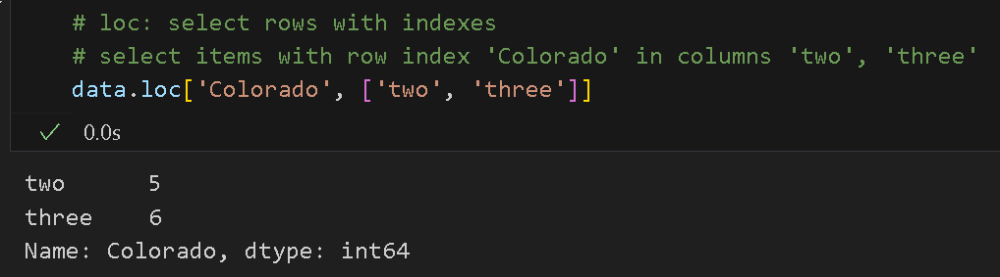 # loc: select rows with indexes
# select items with row index 'Colorado' in columns 'two', 'three'
data.loc['Colorado', ['two', 'three']]
✓ 0.0s
two 5
three 6
Name: Colorado, dtype: int64